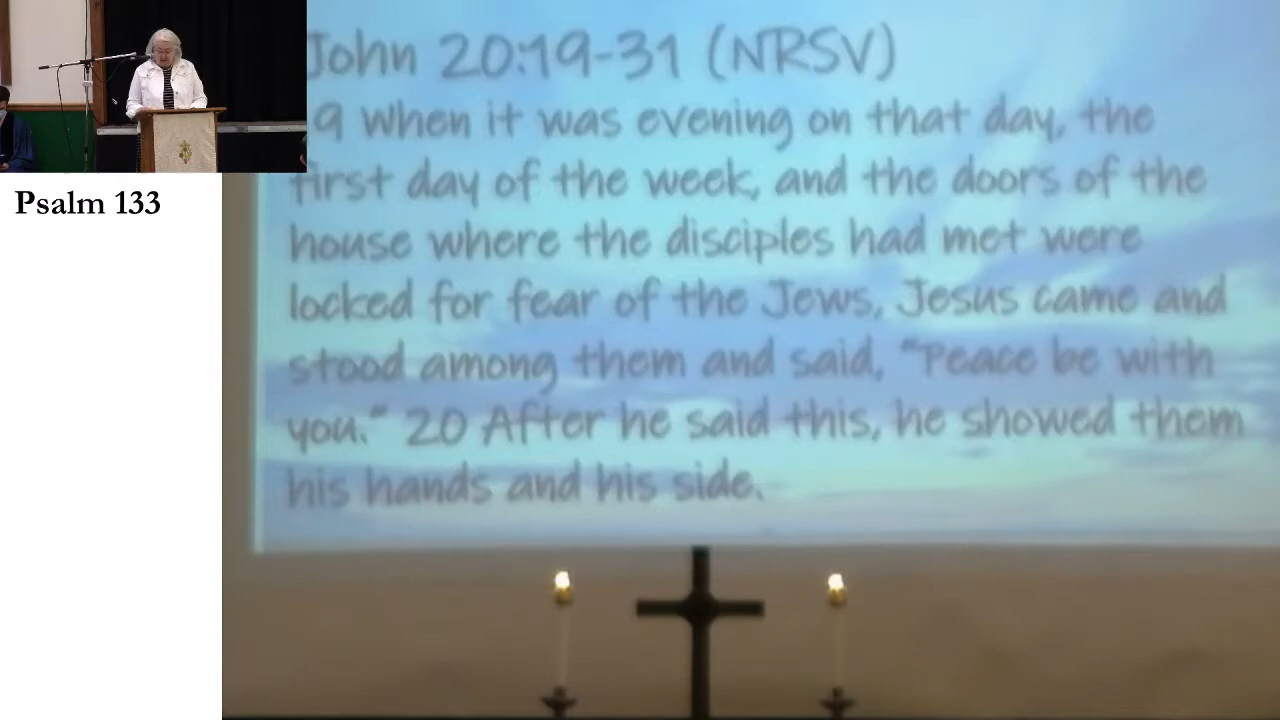 John 20:19-31 (NRSV)
9 When it was evening on that day, the
first day of the week, and the doors of the
house where the disciples had met were
locked for fear of the Jews, Jesus came and
stood among them and said, "Peace be with
you." 20 After he said this, he showed them
his hands and his side.
Psalm 133